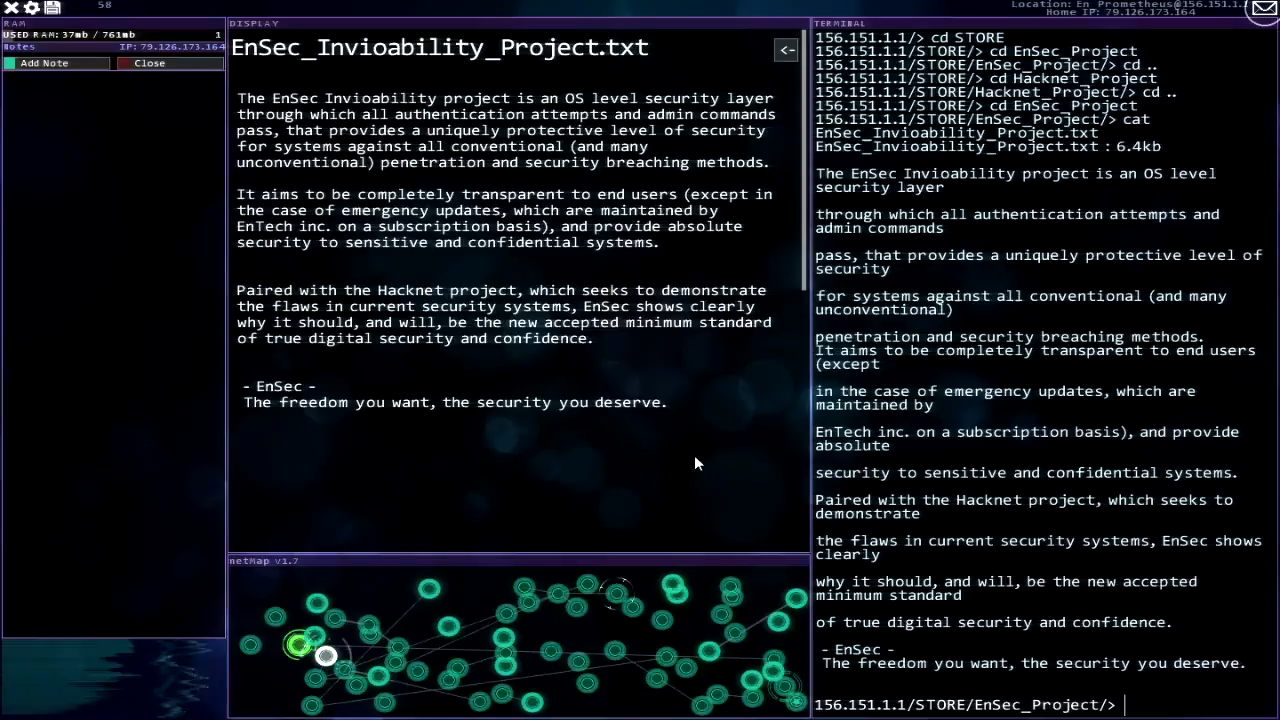 58
Location: En_Prometheus@156.151.1.1
Home IP: 79.126.173.164
RAM
USED RAM: 37mb / 761mb 1
Notes IP: 79.126.173.164
Add Note Close
DISPLAY
EnSec_Invioability_Project.txt
<-
The EnSec Invioability project is an OS level security layer
through which all authentication attempts and admin commands
pass, that provides a uniquely protective level of security
for systems against all conventional (and many
unconventional) penetration and security breaching methods.
It aims to be completely transparent to end users (except in
the case of emergency updates, which are maintained by
EnTech inc. on a subscription basis), and provide absolute
security to sensitive and confidential systems.
Paired with the Hacknet project, which seeks to demonstrate
the flaws in current security systems, EnSec shows clearly
why it should, and will, be the new accepted minimum standard
of true digital security and confidence.
- EnSec -
The freedom you want, the security you deserve.
netMap v1.7
TERMINAL
156.151.1.1/> cd STORE
156.151.1.1/STORE/> cd EnSec_Project
156.151.1.1/STORE/EnSec_Project/> cd ..
156.151.1.1/STORE/> cd Hacknet_Project
156.151.1.1/STORE/Hacknet_Project/> cd ..
156.151.1.1/STORE/> cd EnSec_Project
156.151.1.1/STORE/EnSec_Project/> cat
EnSec_Invioability_Project.txt
EnSec_Invioability_Project.txt : 6.4kb
The EnSec Invioability project is an OS level
security layer
through which all authentication attempts and
admin commands
pass, that provides a uniquely protective level of
security
for systems against all conventional (and many
unconventional)
penetration and security breaching methods.
It aims to be completely transparent to end users
(except
in the case of emergency updates, which are
maintained by
EnTech inc. on a subscription basis), and provide
absolute
security to sensitive and confidential systems.
Paired with the Hacknet project, which seeks to
demonstrate
the flaws in current security systems, EnSec shows
clearly
why it should, and will, be the new accepted
minimum standard
of true digital security and confidence.
- EnSec -
The freedom you want, the security you deserve.
156.151.1.1/STORE/EnSec_Project/>